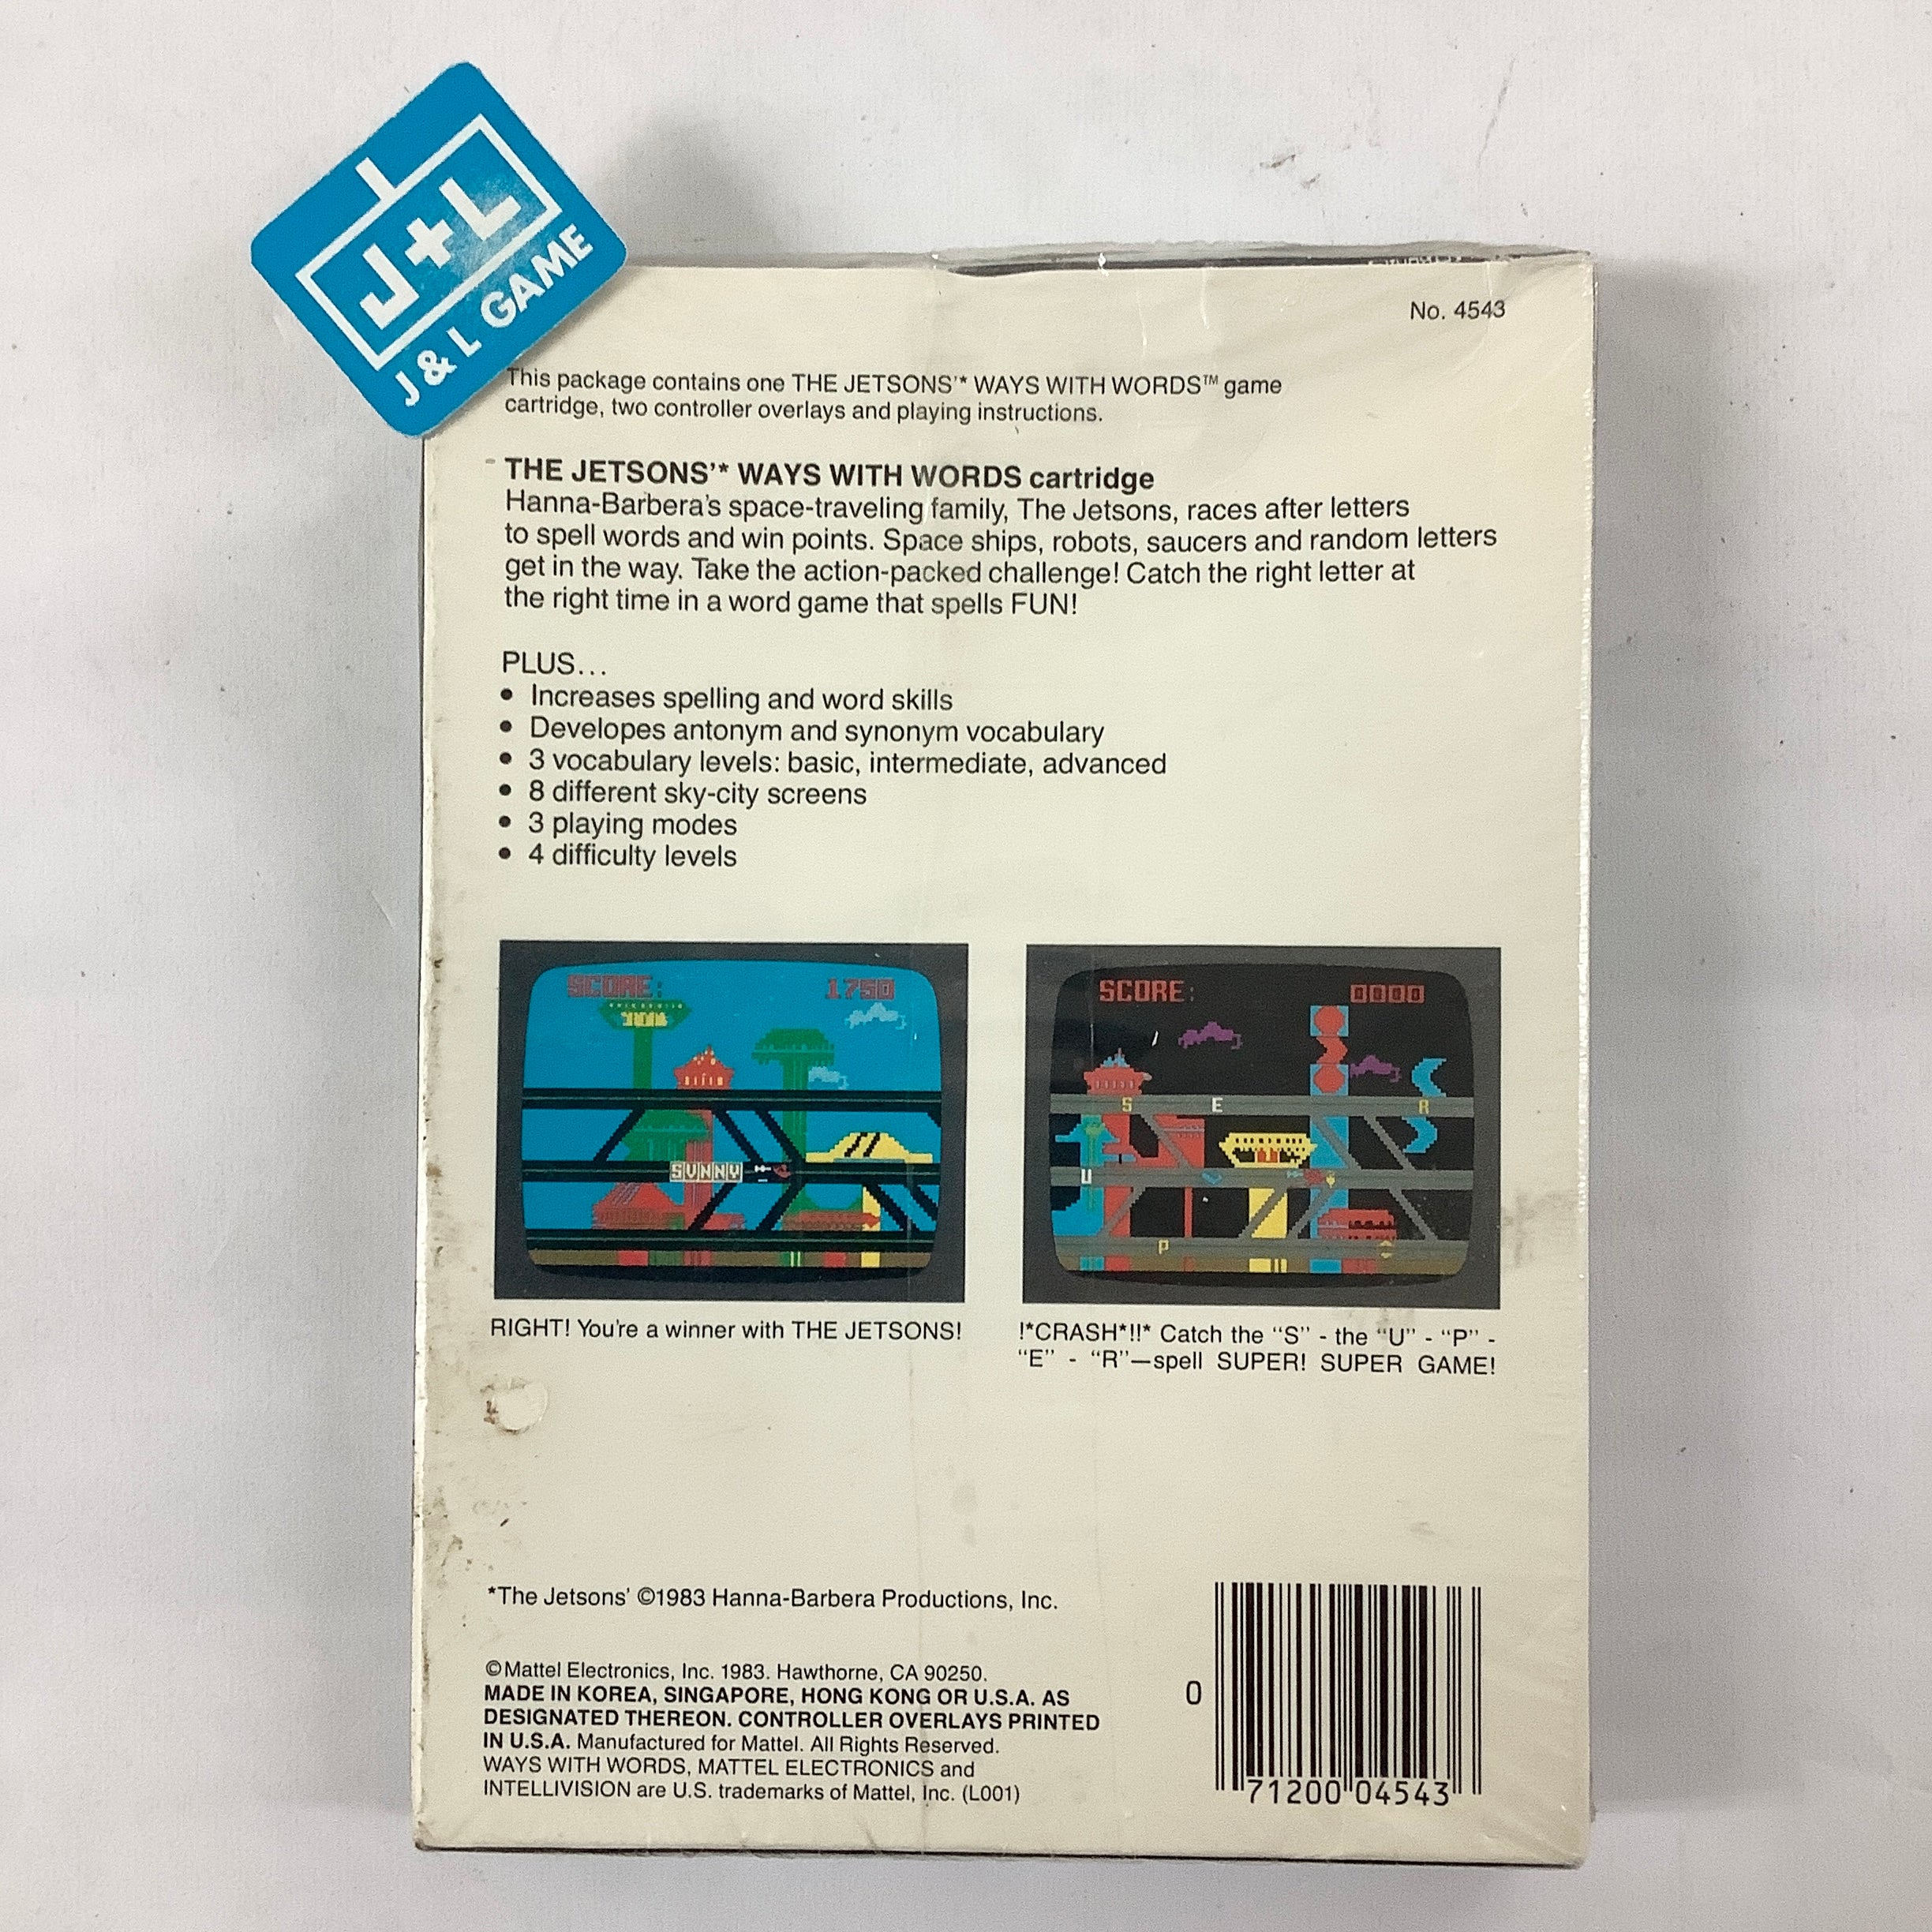 J+L
J & L GAME
No. 4543
This package contains one THE JETSONS'* WAYS WITH WORDS™ game
cartridge, two controller overlays and playing instructions.
THE JETSONS'* WAYS WITH WORDS cartridge
Hanna-Barbera's space-traveling family, The Jetsons, races after letters
to spell words and win points. Space ships, robots, saucers and random letters
get in the way. Take the action-packed challenge! Catch the right letter at
the right time in a word game that spells FUN!
PLUS...
• Increases spelling and word skills
• Developes antonym and synonym vocabulary
• 3 vocabulary levels: basic, intermediate, advanced
• 8 different sky-city screens
• 3 playing modes
• 4 difficulty levels
SCORE: 1750
SUNNY
SCORE: 0000
S E R
U
P
RIGHT! You're a winner with THE JETSONS!
!*CRASH*!!* Catch the "S" - the "U" - "P" -
"E" - "R"—spell SUPER! SUPER GAME!
*The Jetsons' ©1983 Hanna-Barbera Productions, Inc.
©Mattel Electronics, Inc. 1983. Hawthorne, CA 90250.
MADE IN KOREA, SINGAPORE, HONG KONG OR U.S.A. AS
DESIGNATED THEREON. CONTROLLER OVERLAYS PRINTED
IN U.S.A. Manufactured for Mattel. All Rights Reserved.
WAYS WITH WORDS, MATTEL ELECTRONICS and
INTELLIVISION are U.S. trademarks of Mattel, Inc. (L001)
0 71200 04543